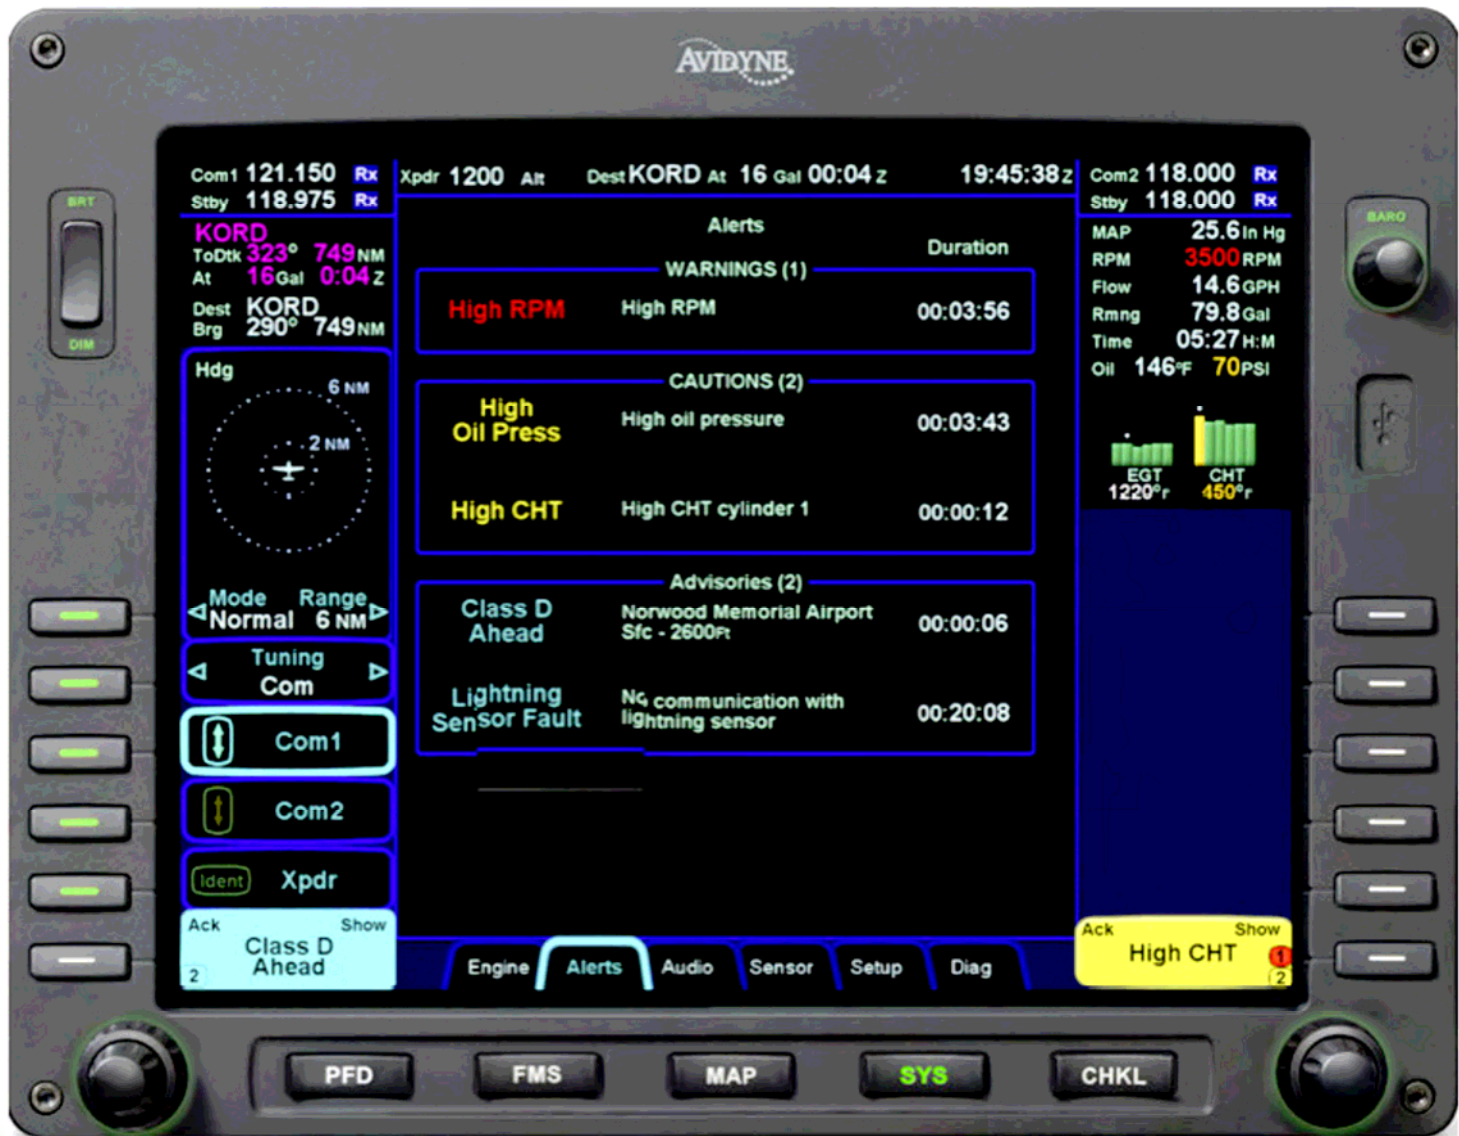 AVIDYNE
BRT
DIM
BARO
Com1 121.150 Rx
Stby 118.975 Rx
Xpdr 1200 Alt Dest KORD At 16 Gal 00:04 Z 19:45:38 Z
Com2 118.000 Rx
Stby 118.000 Rx
KORD
ToDtk 323° 749 NM
At 16 Gal 0:04 Z
Dest KORD
Brg 290° 749 NM
Hdg
6 NM
2 NM
Mode Range
Normal 6 NM
Tuning
Com
Com1
Com2
Ident Xpdr
Ack Show
Class D
Ahead
2
Alerts
Duration
WARNINGS (1)
High RPM High RPM 00:03:56
CAUTIONS (2)
High
Oil Press High oil pressure 00:03:43
High CHT High CHT cylinder 1 00:00:12
Advisories (2)
Class D
Ahead
Norwood Memorial Airport
Sfc - 2600Ft
00:00:06
Lightning
Sensor Fault
No communication with
lightning sensor
00:20:08
MAP 25.6 In Hg
RPM 3500 RPM
Flow 14.6 GPH
Rmng 79.8 Gal
Time 05:27 H:M
Oil 146°F 70 PSI
EGT CHT
1220°F 450°F
Ack Show
High CHT
1
2
Engine Alerts Audio Sensor Setup Diag
PFD FMS MAP SYS CHKL